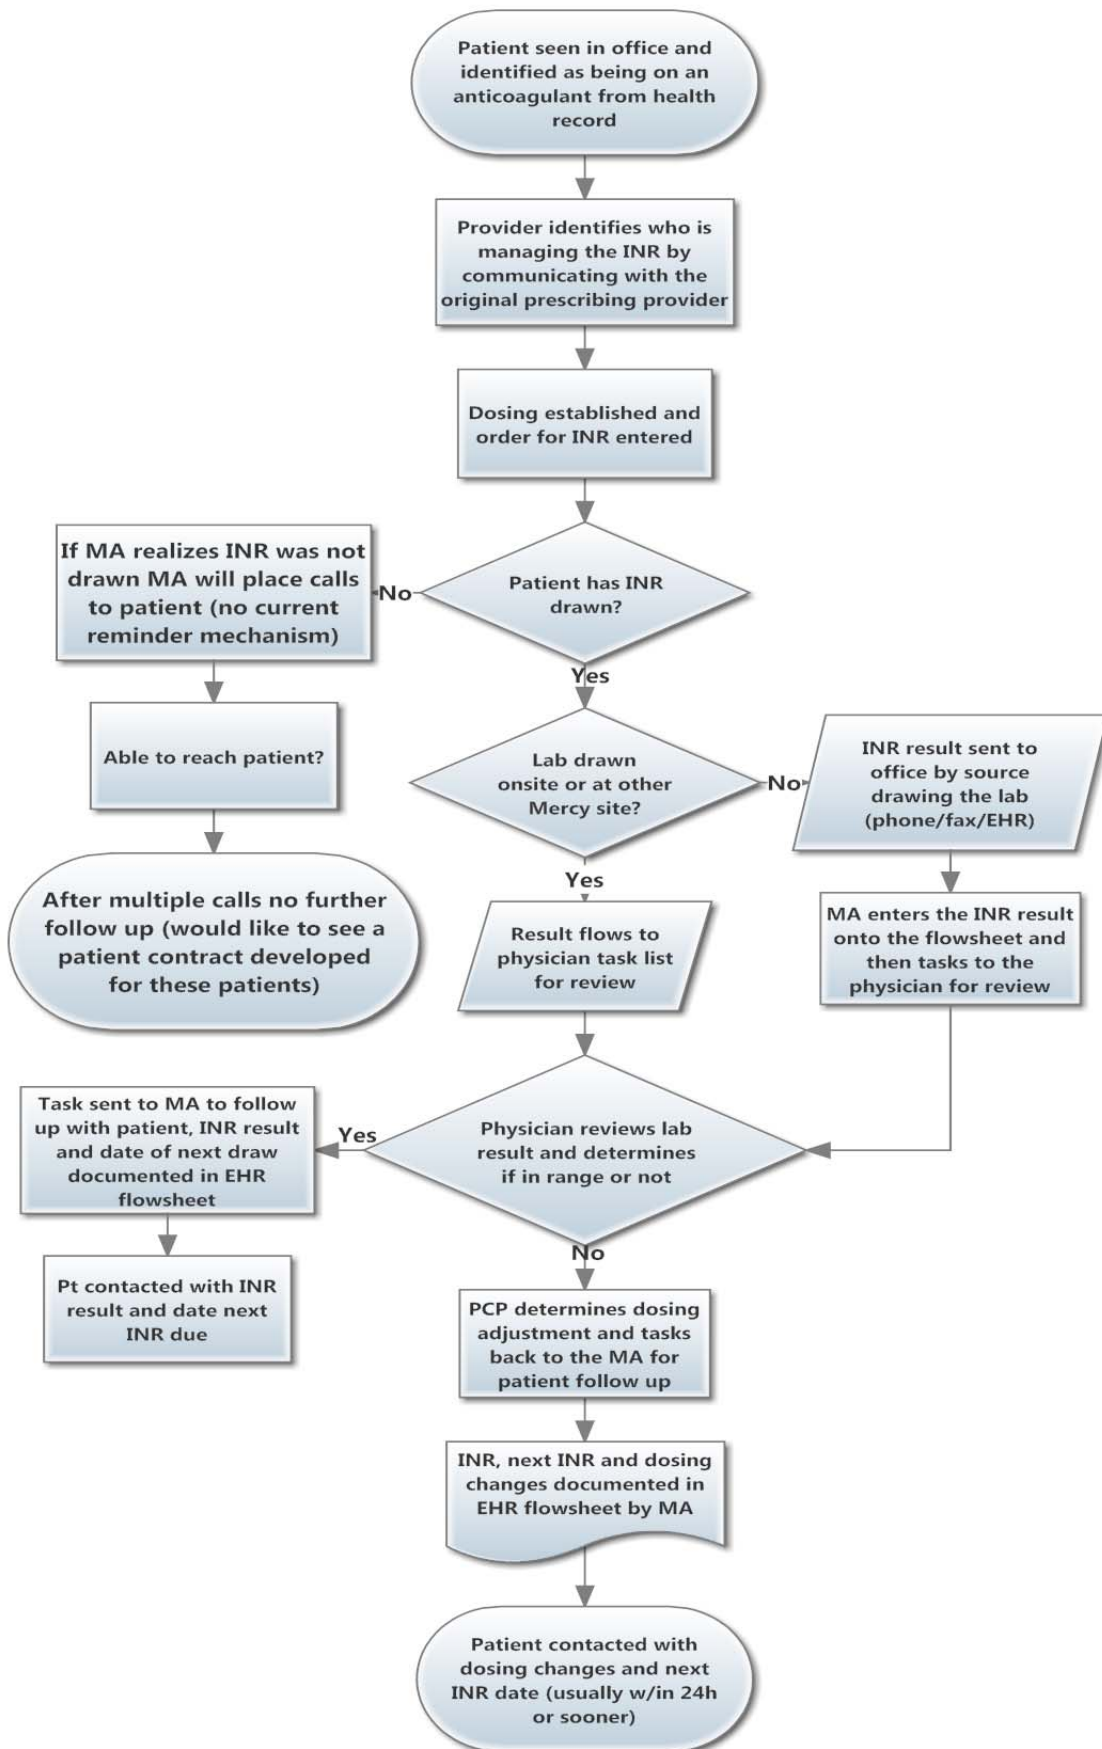 Patient seen in office and
identified as being on an
anticoagulant from health
record
Provider identifies who is
managing the INR by
communicating with the
original prescribing provider
Dosing established and
order for INR entered
Patient has INR
drawn?
No
If MA realizes INR was not
drawn MA will place calls
to patient (no current
reminder mechanism)
Able to reach patient?
After multiple calls no further
follow up (would like to see a
patient contract developed
for these patients)
Yes
Lab drawn
onsite or at other
Mercy site?
No
INR result sent to
office by source
drawing the lab
(phone/fax/EHR)
MA enters the INR result
onto the flowsheet and
then tasks to the
physician for review
Yes
Result flows to
physician task list
for review
Physician reviews lab
result and determines
if in range or not
Yes
Task sent to MA to follow
up with patient, INR result
and date of next draw
documented in EHR
flowsheet
Pt contacted with INR
result and date next
INR due
No
PCP determines dosing
adjustment and tasks
back to the MA for
patient follow up
INR, next INR and dosing
changes documented in
EHR flowsheet by MA
Patient contacted with
dosing changes and next
INR date (usually w/in 24h
or sooner)